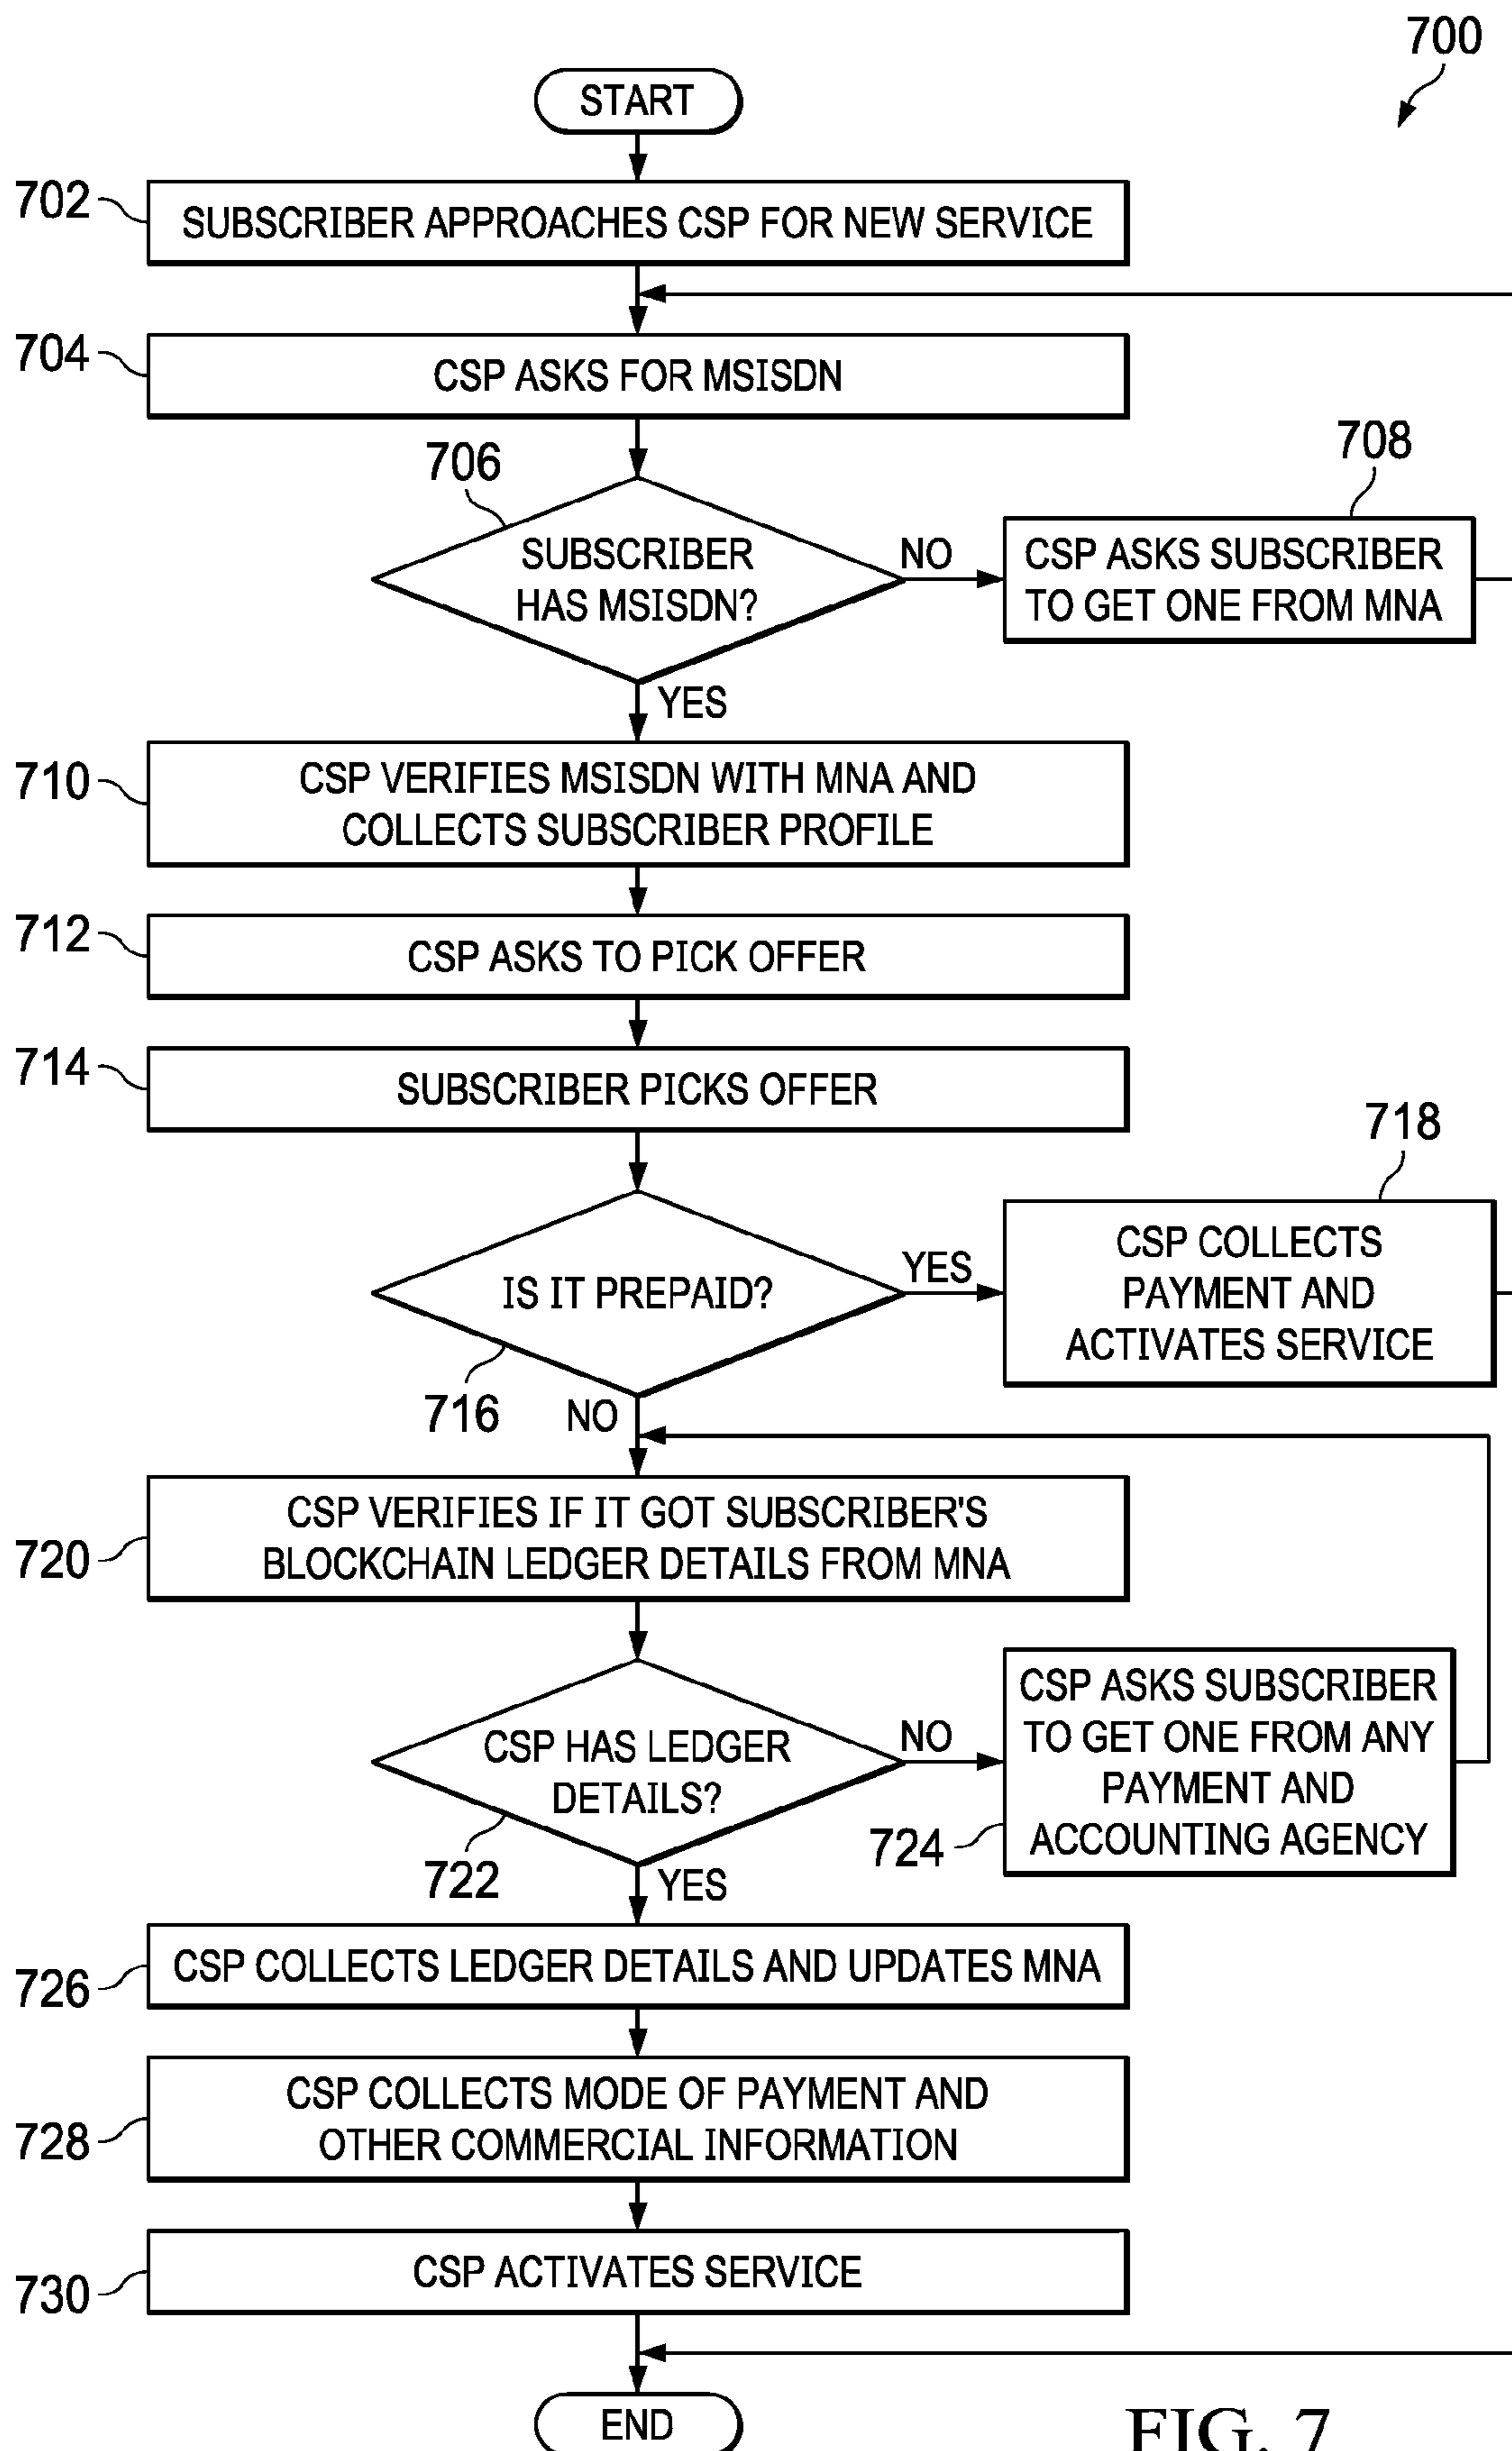 700
START
702
SUBSCRIBER APPROACHES CSP FOR NEW SERVICE
704
CSP ASKS FOR MSISDN
706
SUBSCRIBER
HAS MSISDN?
NO
708
CSP ASKS SUBSCRIBER
TO GET ONE FROM MNA
YES
710
CSP VERIFIES MSISDN WITH MNA AND
COLLECTS SUBSCRIBER PROFILE
712
CSP ASKS TO PICK OFFER
714
SUBSCRIBER PICKS OFFER
716
IS IT PREPAID?
YES
718
CSP COLLECTS
PAYMENT AND
ACTIVATES SERVICE
NO
720
CSP VERIFIES IF IT GOT SUBSCRIBER'S
BLOCKCHAIN LEDGER DETAILS FROM MNA
722
CSP HAS LEDGER
DETAILS?
NO
724
CSP ASKS SUBSCRIBER
TO GET ONE FROM ANY
PAYMENT AND
ACCOUNTING AGENCY
YES
726
CSP COLLECTS LEDGER DETAILS AND UPDATES MNA
728
CSP COLLECTS MODE OF PAYMENT AND
OTHER COMMERCIAL INFORMATION
730
CSP ACTIVATES SERVICE
END
FIG. 7